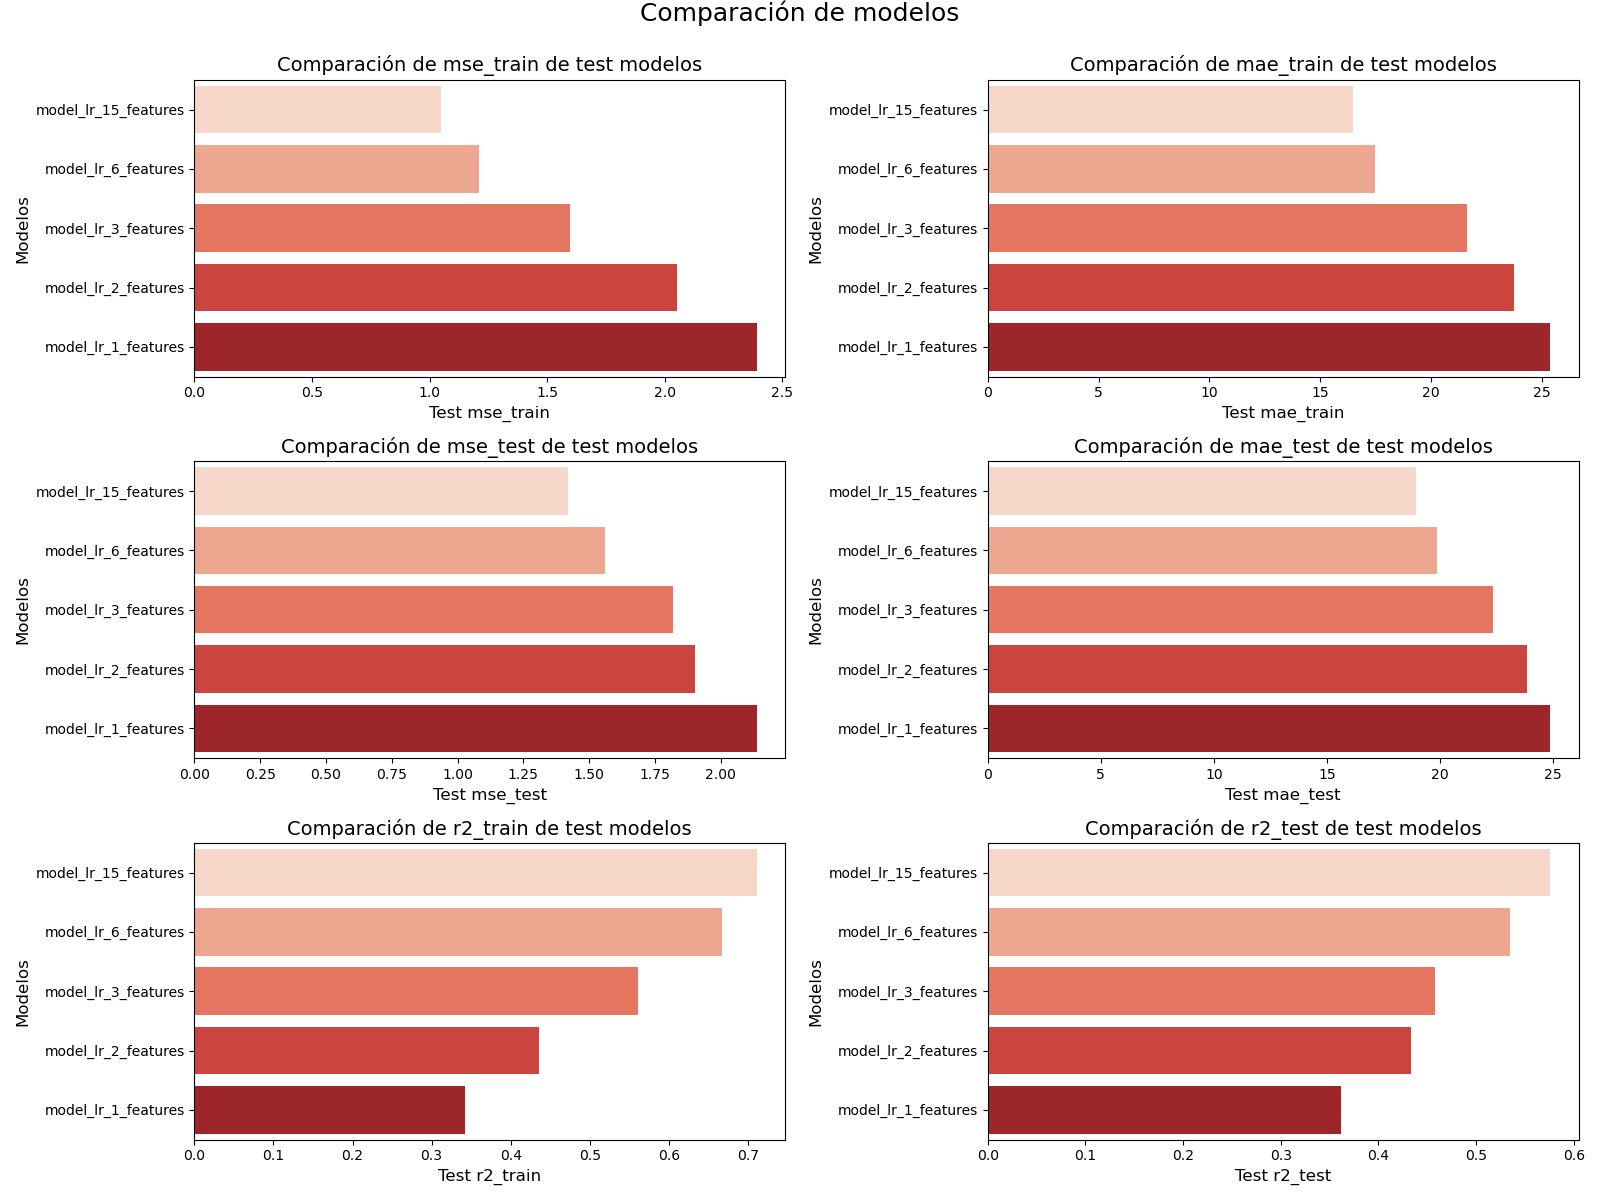 Comparación de modelos
Comparación de mse_train de test modelos
Modelos
model_lr_15_features
model_lr_6_features
model_lr_3_features
model_lr_2_features
model_lr_1_features
0.0 0.5 1.0 1.5 2.0 2.5
Test mse_train
Comparación de mae_train de test modelos
Modelos
model_lr_15_features
model_lr_6_features
model_lr_3_features
model_lr_2_features
model_lr_1_features
0 5 10 15 20 25
Test mae_train
Comparación de mse_test de test modelos
Modelos
model_lr_15_features
model_lr_6_features
model_lr_3_features
model_lr_2_features
model_lr_1_features
0.00 0.25 0.50 0.75 1.00 1.25 1.50 1.75 2.00
Test mse_test
Comparación de mae_test de test modelos
Modelos
model_lr_15_features
model_lr_6_features
model_lr_3_features
model_lr_2_features
model_lr_1_features
0 5 10 15 20 25
Test mae_test
Comparación de r2_train de test modelos
Modelos
model_lr_15_features
model_lr_6_features
model_lr_3_features
model_lr_2_features
model_lr_1_features
0.0 0.1 0.2 0.3 0.4 0.5 0.6 0.7
Test r2_train
Comparación de r2_test de test modelos
Modelos
model_lr_15_features
model_lr_6_features
model_lr_3_features
model_lr_2_features
model_lr_1_features
0.0 0.1 0.2 0.3 0.4 0.5 0.6
Test r2_test